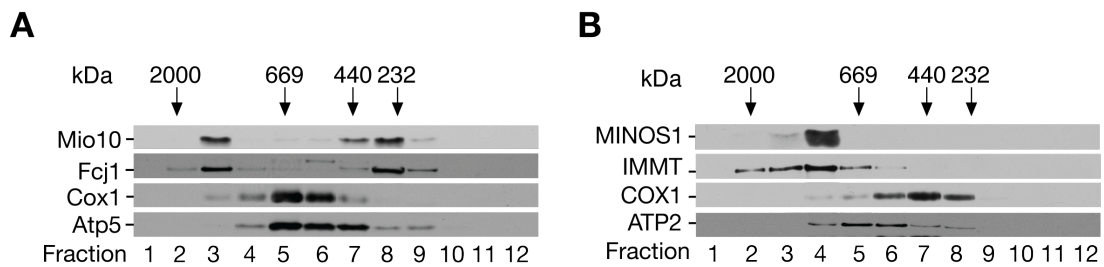 A
kDa 2000 669 440 232
Mio10
Fcj1
Cox1
Atp5
Fraction 1 2 3 4 5 6 7 8 9 10 11 12
B
kDa 2000 669 440 232
MINOS1
IMMT
COX1
ATP2
Fraction 1 2 3 4 5 6 7 8 9 10 11 12